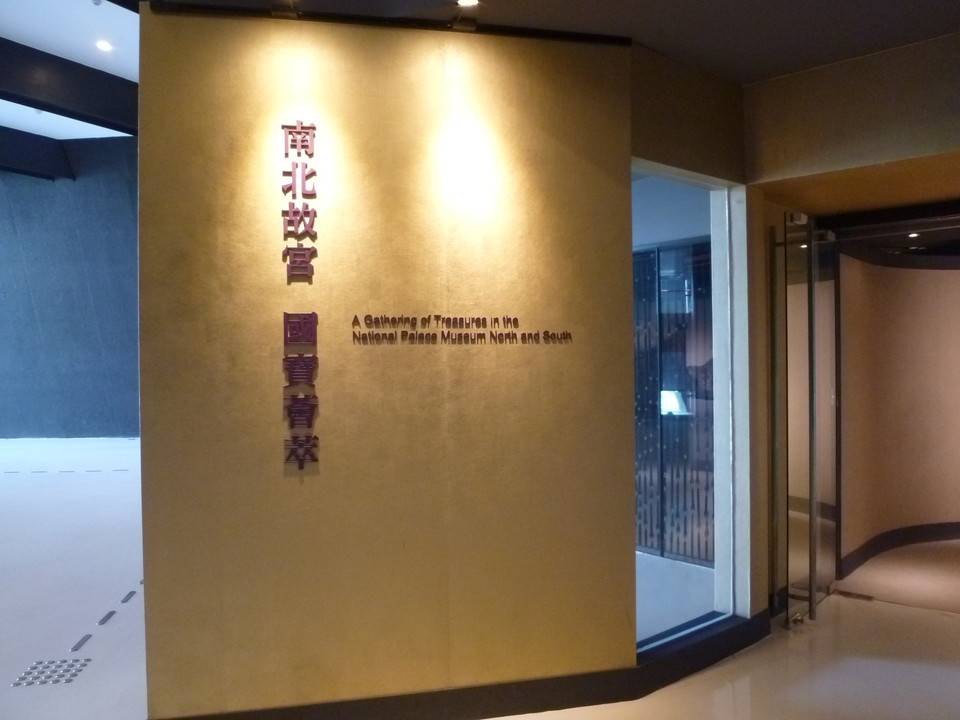 南北故宮 國寶薈萃
A Gathering of Treasures in the
National Palace Museum North and South